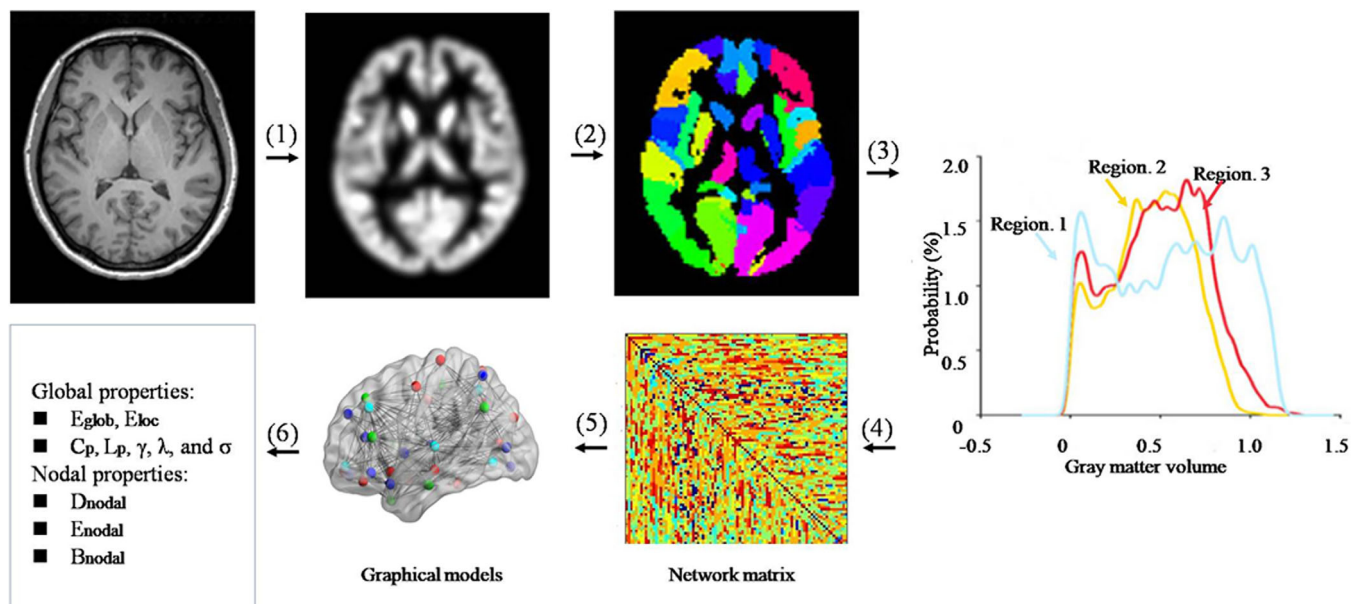 (1)
(2)
(3)
2.0
1.5
1.0
0.5
0
Probability (%)
Region. 1
Region. 2
Region. 3
-0.5
0
0.5
1.0
1.5
Gray matter volume
(4)
Network matrix
(5)
Graphical models
(6)
Global properties:
■ Eglob, Eloc
■ Cp, Lp, γ, λ, and σ
Nodal properties:
■ Dnodal
■ Enodal
■ Bnodal